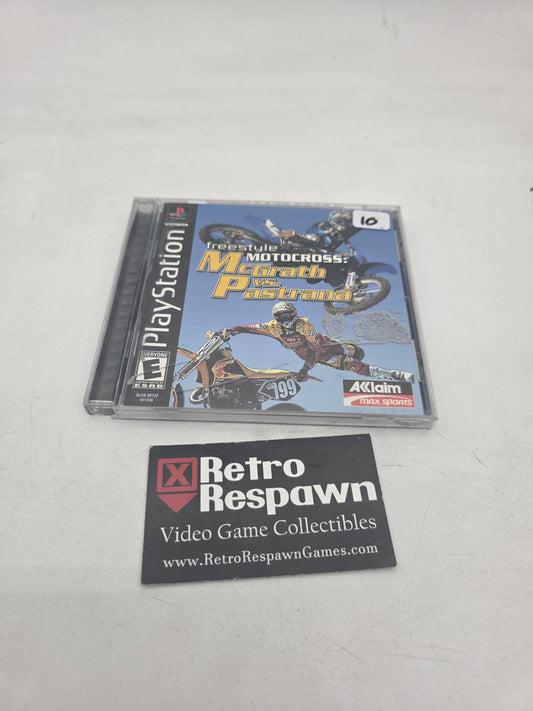 10
PlayStation
freestyle
MOTOCROSS:
McGrath
vs.
Pastrana
199
EVERYONE
E
ESRB
AKklaim
MAX SPORTS
Retro
Respawn
Video Game Collectibles
www.RetroRespawnGames.com